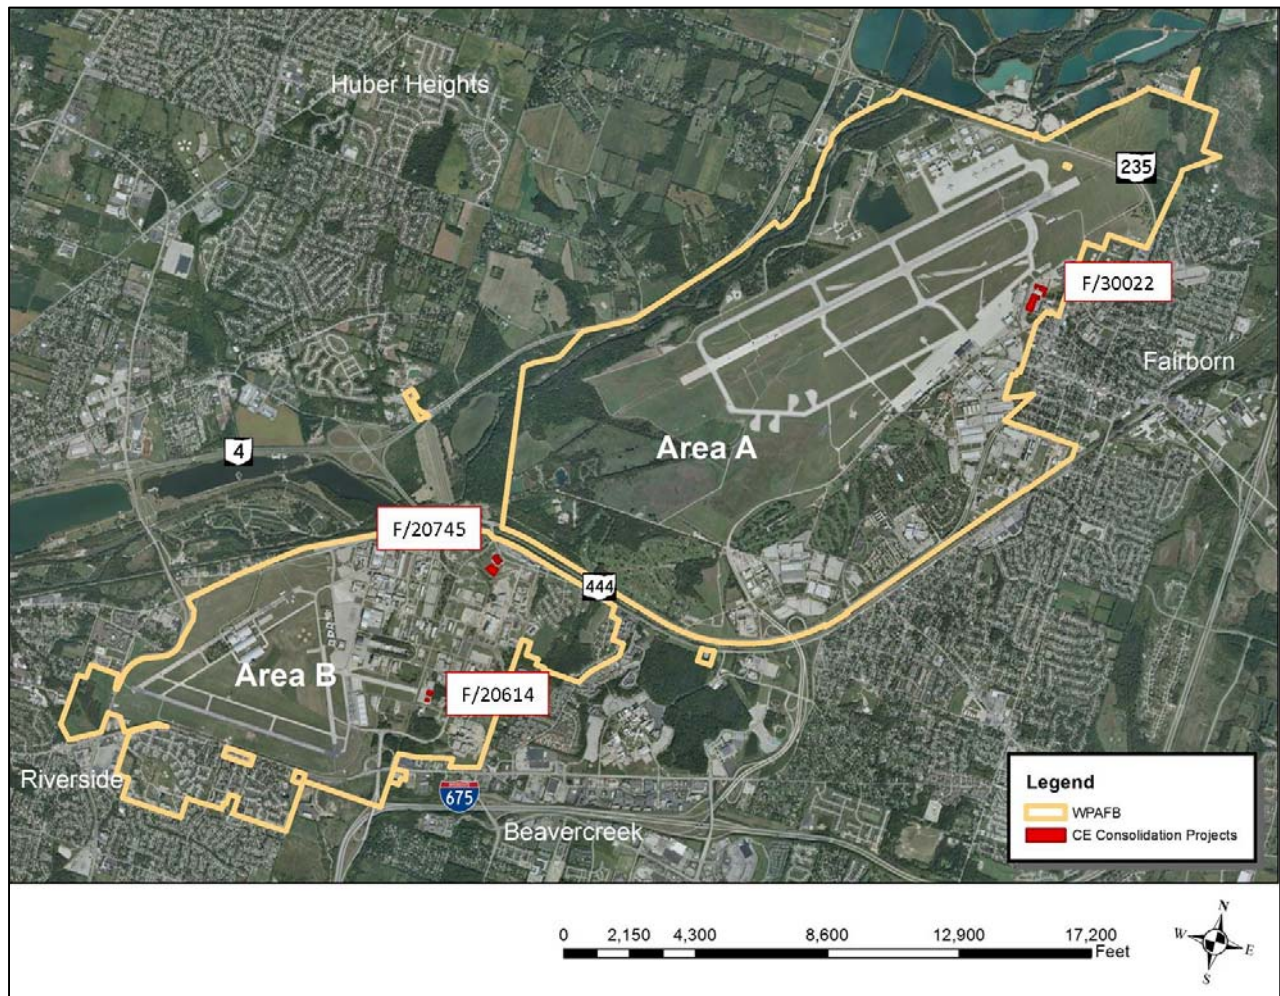 Huber Heights
235
F/30022
Fairborn
4
Area A
F/20745
444
Area B
F/20614
Riverside
675
Beavercreek
Legend
WPAFB
CE Consolidation Projects
0 2,150 4,300 8,600 12,900 17,200
Feet
N
W E
S